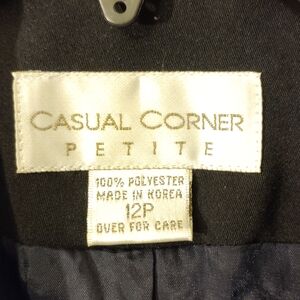 CASUAL CORNER
PETITE
100% POLYESTER
MADE IN KOREA
12P
OVER FOR CARE